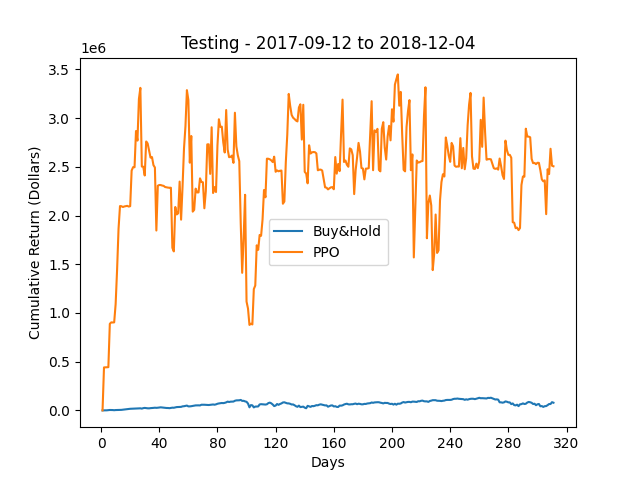 Testing - 2017-09-12 to 2018-12-04
1e6
3.5
3.0
2.5
2.0
1.5
1.0
0.5
0.0
Cumulative Return (Dollars)
Buy&Hold
PPO
0 40 80 120 160 200 240 280 320
Days